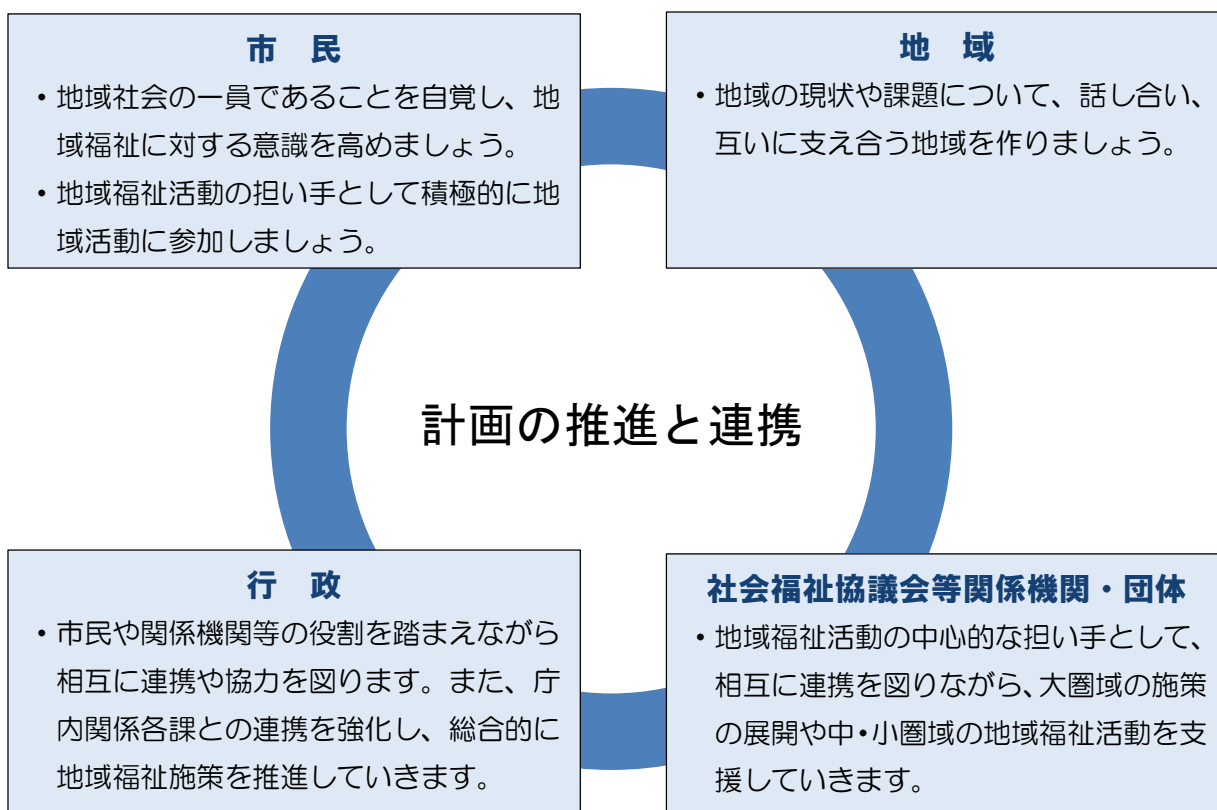 市　民
・地域社会の一員であることを自覚し、地
域福祉に対する意識を高めましょう。
・地域福祉活動の担い手として積極的に地
域活動に参加しましょう。
地　域
・地域の現状や課題について、話し合い、
互いに支え合う地域を作りましょう。
計画の推進と連携
行　政
・市民や関係機関等の役割を踏まえながら
相互に連携や協力を図ります。また、庁
内関係各課との連携を強化し、総合的に
地域福祉施策を推進していきます。
社会福祉協議会等関係機関・団体
・地域福祉活動の中心的な担い手として、
相互に連携を図りながら、大圏域の施策
の展開や中・小圏域の地域福祉活動を支
援していきます。